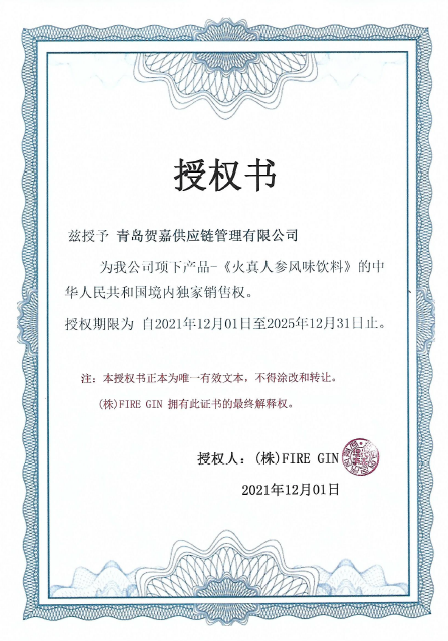 授权书
兹授予 青岛贺嘉供应链管理有限公司
为我公司项下产品-《火真人参风味饮料》的中
华人民共和国境内独家销售权。
授权期限为 自2021年12月01日至2025年12月31日止。
注：本授权书正本为唯一有效文本，不得涂改和转让。
(株)FIRE GIN 拥有此证书的最终解释权。
授权人：(株)FIRE GIN
2021年12月01日